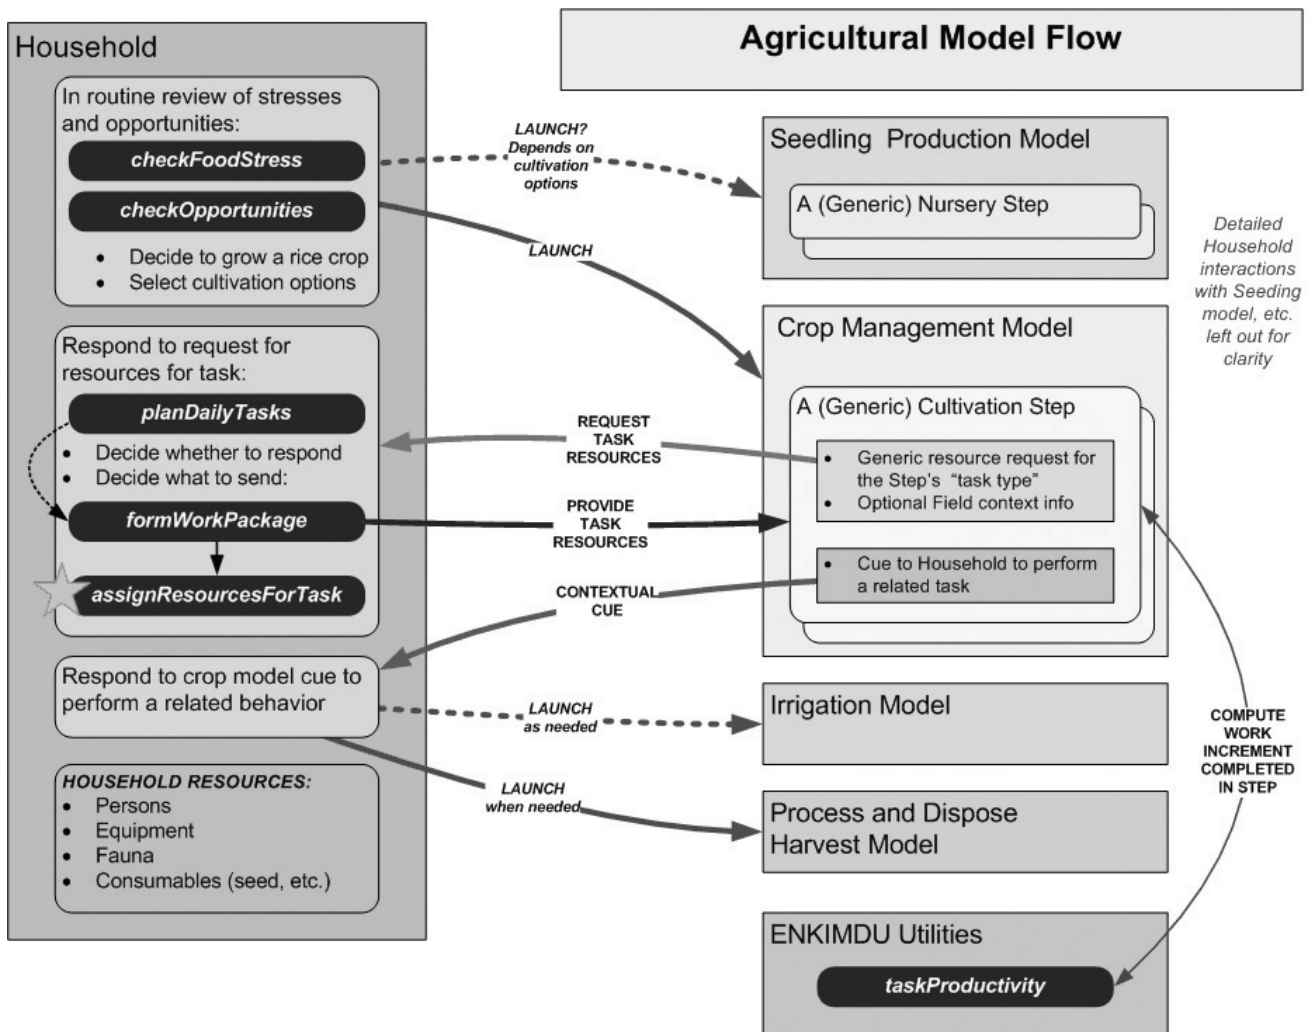 Agricultural Model Flow
Household
In routine review of stresses
and opportunities:
checkFoodStress
checkOpportunities
• Decide to grow a rice crop
• Select cultivation options
Respond to request for
resources for task:
planDailyTasks
• Decide whether to respond
• Decide what to send:
formWorkPackage
assignResourcesForTask
Respond to crop model cue to
perform a related behavior
HOUSEHOLD RESOURCES:
• Persons
• Equipment
• Fauna
• Consumables (seed, etc.)
LAUNCH?
Depends on
cultivation
options
LAUNCH
REQUEST
TASK
RESOURCES
PROVIDE
TASK
RESOURCES
CONTEXTUAL
CUE
LAUNCH
as needed
LAUNCH
when needed
Seedling Production Model
A (Generic) Nursery Step
Crop Management Model
A (Generic) Cultivation Step
• Generic resource request for
the Step's "task type"
• Optional Field context info
• Cue to Household to perform
a related task
Irrigation Model
Process and Dispose
Harvest Model
ENKIMDU Utilities
taskProductivity
Detailed
Household
interactions
with Seeding
model, etc.
left out for
clarity
COMPUTE
WORK
INCREMENT
COMPLETED
IN STEP